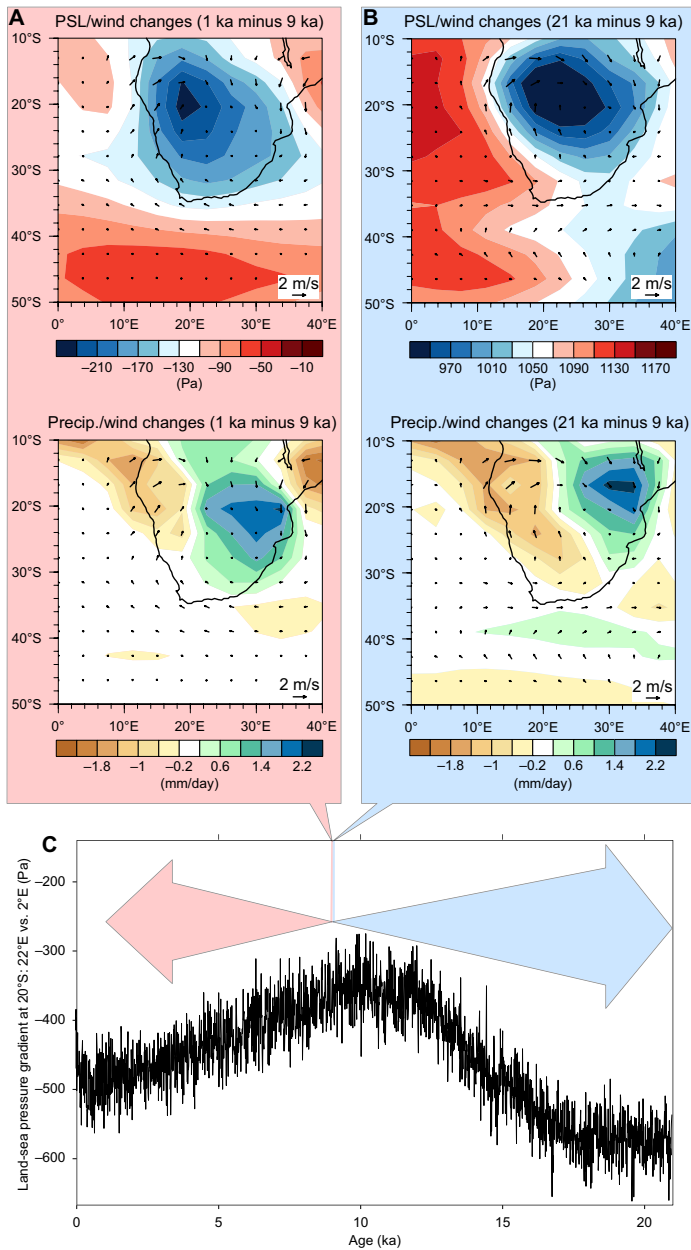 A
PSL/wind changes (1 ka minus 9 ka)
10°S
20°S
30°S
40°S
50°S
2 m/s
0° 10°E 20°E 30°E 40°E
−210 −170 −130 −90 −50 −10
(Pa)
Precip./wind changes (1 ka minus 9 ka)
10°S
20°S
30°S
40°S
50°S
2 m/s
0° 10°E 20°E 30°E 40°E
−1.8 −1 −0.2 0.6 1.4 2.2
(mm/day)
B
PSL/wind changes (21 ka minus 9 ka)
10°S
20°S
30°S
40°S
50°S
2 m/s
0° 10°E 20°E 30°E 40°E
970 1010 1050 1090 1130 1170
(Pa)
Precip./wind changes (21 ka minus 9 ka)
10°S
20°S
30°S
40°S
50°S
2 m/s
0° 10°E 20°E 30°E 40°E
−1.8 −1 −0.2 0.6 1.4 2.2
(mm/day)
C
Land-sea pressure gradient at 20°S: 22°E vs. 2°E (Pa)
−200
−300
−400
−500
−600
0 5 10 15 20
Age (ka)